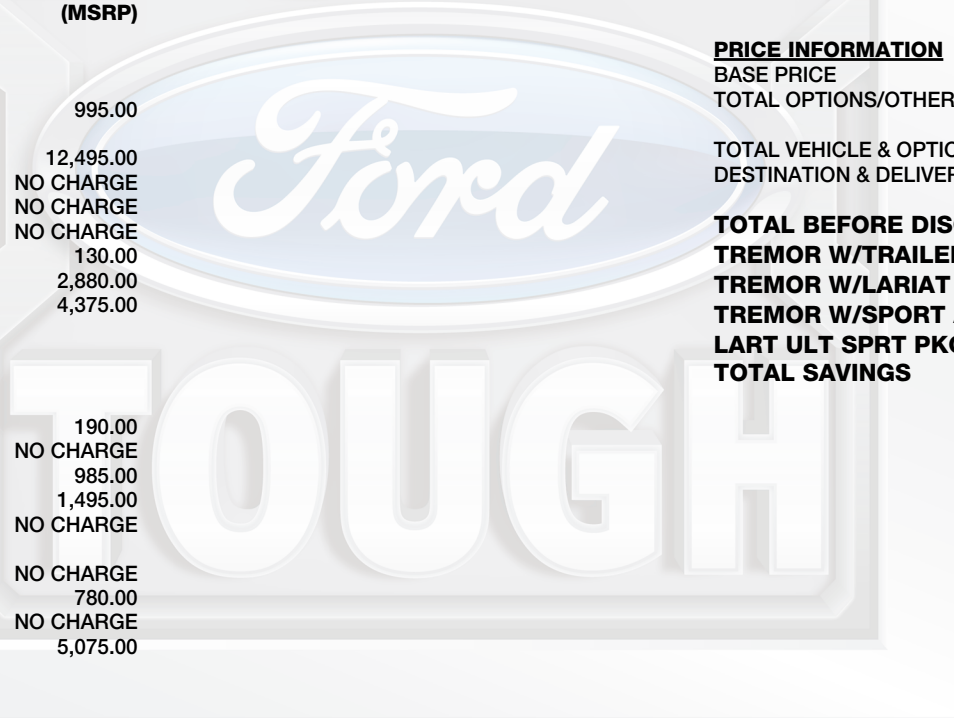 (MSRP)
995.00
12,495.00
NO CHARGE
NO CHARGE
NO CHARGE
130.00
2,880.00
4,375.00
190.00
NO CHARGE
985.00
1,495.00
NO CHARGE
NO CHARGE
780.00
NO CHARGE
5,075.00
PRICE INFORMATION
BASE PRICE
TOTAL OPTIONS/OTHER
TOTAL VEHICLE & OPTIO
DESTINATION & DELIVER
TOTAL BEFORE DIS
TREMOR W/TRAILE
TREMOR W/LARIAT
TREMOR W/SPORT
LART ULT SPRT PK
TOTAL SAVINGS
Ford
TOUGH